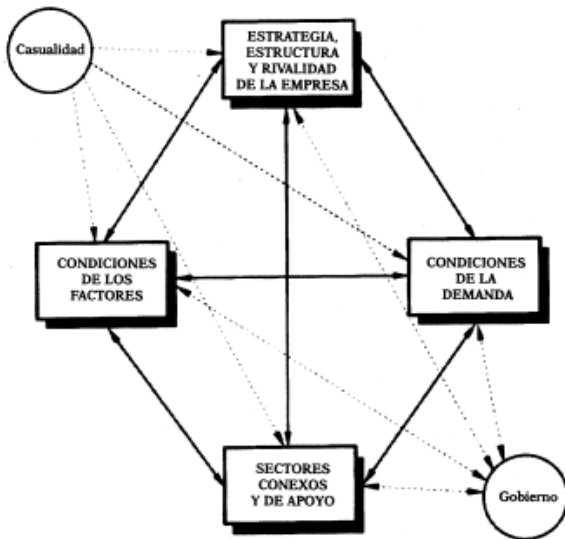 Casualidad
ESTRATEGIA,
ESTRUCTURA
Y RIVALIDAD
DE LA EMPRESA
CONDICIONES
DE LOS
FACTORES
CONDICIONES
DE LA
DEMANDA
SECTORES
CONEXOS
Y DE APOYO
Gobierno